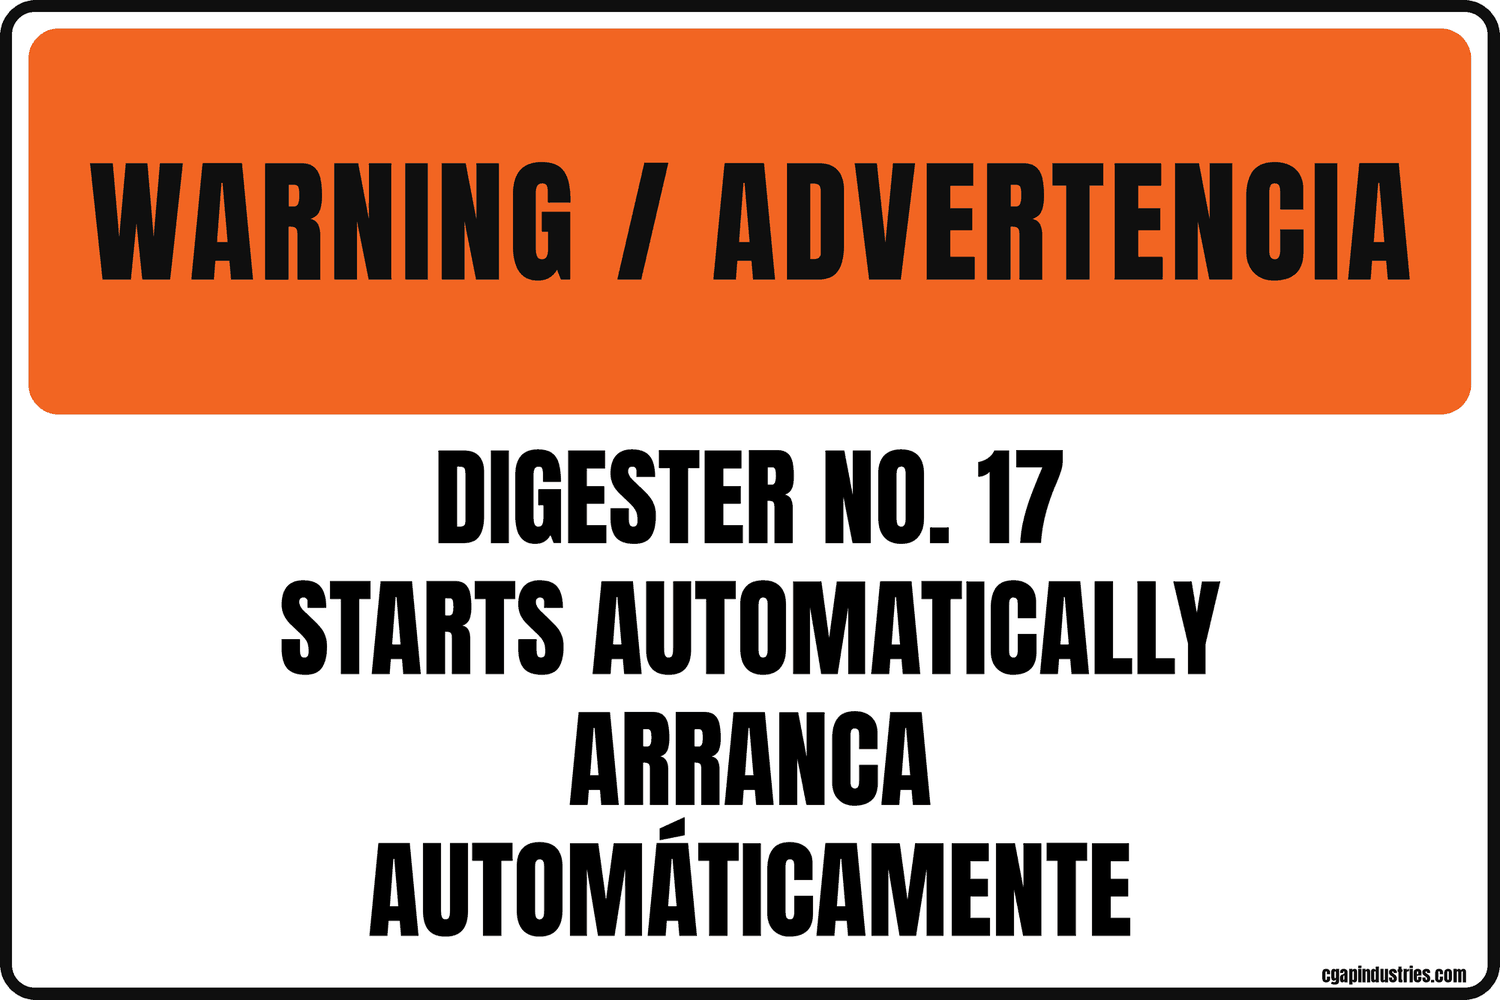 WARNING / ADVERTENCIA
DIGESTER NO. 17
STARTS AUTOMATICALLY
ARRANCA
AUTOMÁTICAMENTE
cgapindustries.com